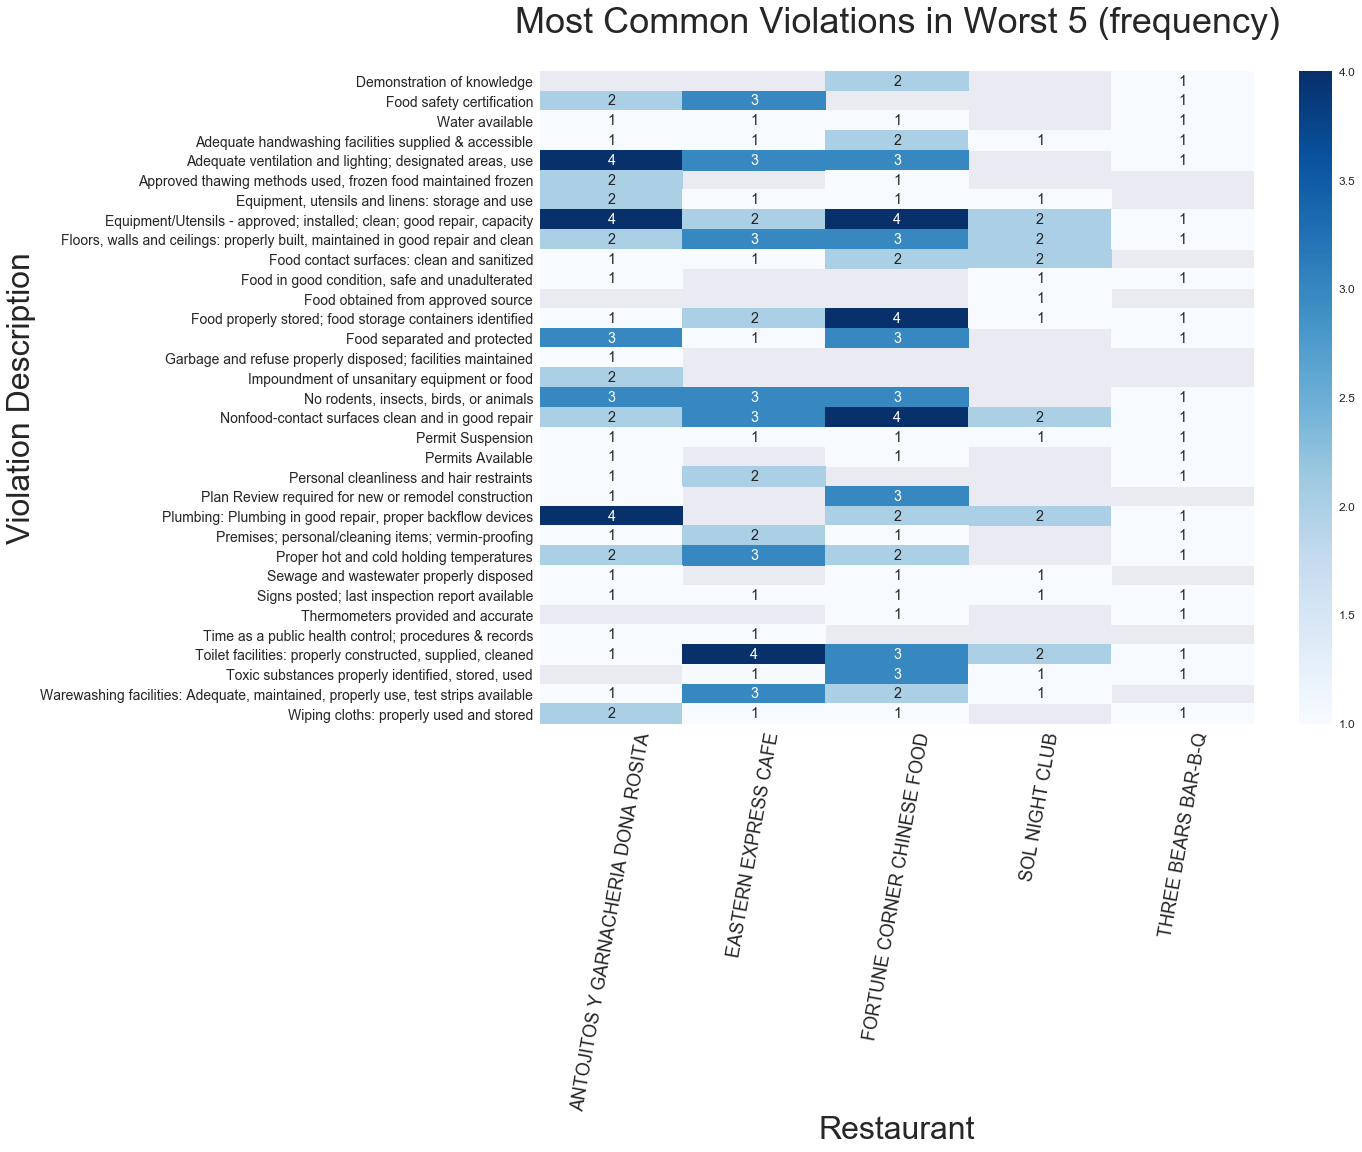 Most Common Violations in Worst 5 (frequency)
Demonstration of knowledge 2 1
Food safety certification 2 3 1
Water available 1 1 1 1
Adequate handwashing facilities supplied & accessible 1 1 2 1 1
Adequate ventilation and lighting; designated areas, use 4 3 3 1
Approved thawing methods used, frozen food maintained frozen 2 1
Equipment, utensils and linens: storage and use 2 1 1 1
Equipment/Utensils - approved; installed; clean; good repair, capacity 4 2 4 2 1
Floors, walls and ceilings: properly built, maintained in good repair and clean 2 3 3 2 1
Food contact surfaces: clean and sanitized 1 1 2 2
Food in good condition, safe and unadulterated 1 1 1
Food obtained from approved source 1
Food properly stored; food storage containers identified 1 2 4 1 1
Food separated and protected 3 1 3 1
Garbage and refuse properly disposed; facilities maintained 1
Impoundment of unsanitary equipment or food 2
No rodents, insects, birds, or animals 3 3 3 1
Nonfood-contact surfaces clean and in good repair 2 3 4 2 1
Permit Suspension 1 1 1 1 1
Permits Available 1 1 1
Personal cleanliness and hair restraints 1 2 1
Plan Review required for new or remodel construction 1 3
Plumbing: Plumbing in good repair, proper backflow devices 4 2 2 1
Premises; personal/cleaning items; vermin-proofing 1 2 1 1
Proper hot and cold holding temperatures 2 3 2 1
Sewage and wastewater properly disposed 1 1 1
Signs posted; last inspection report available 1 1 1 1 1
Thermometers provided and accurate 1 1
Time as a public health control; procedures & records 1 1
Toilet facilities: properly constructed, supplied, cleaned 1 4 3 2 1
Toxic substances properly identified, stored, used 1 3 1 1
Warewashing facilities: Adequate, maintained, properly use, test strips available 1 3 2 1
Wiping cloths: properly used and stored 2 1 1 1
Violation Description
ANTOJITOS Y GARNACHERIA DONA ROSITA
EASTERN EXPRESS CAFE
FORTUNE CORNER CHINESE FOOD
SOL NIGHT CLUB
THREE BEARS BAR-B-Q
Restaurant
4.0
3.5
3.0
2.5
2.0
1.5
1.0